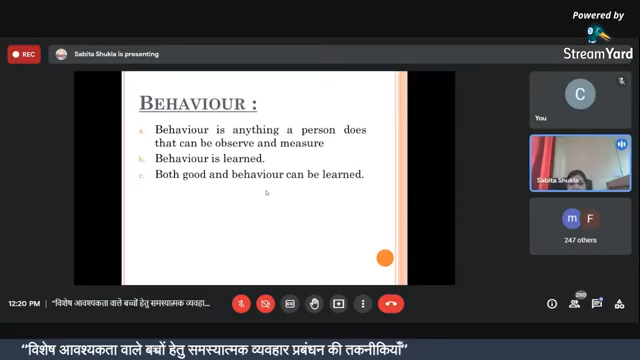 Powered by
StreamYard
REC
Sabita Shukla is presenting
BEHAVIOUR :
a. Behaviour is anything a person does
that can be observe and measure
b. Behaviour is learned.
c. Both good and behaviour can be learned.
C
You
Sabita Shukla
m F
247 others
12:20 PM | "विशेष आवश्यकता वाले बच्चों हेतु समस्यात्मक व्यवहा...
250
"विशेष आवश्यकता वाले बच्चों हेतु समस्यात्मक व्यवहार प्रबंधन की तकनीकियाँ"